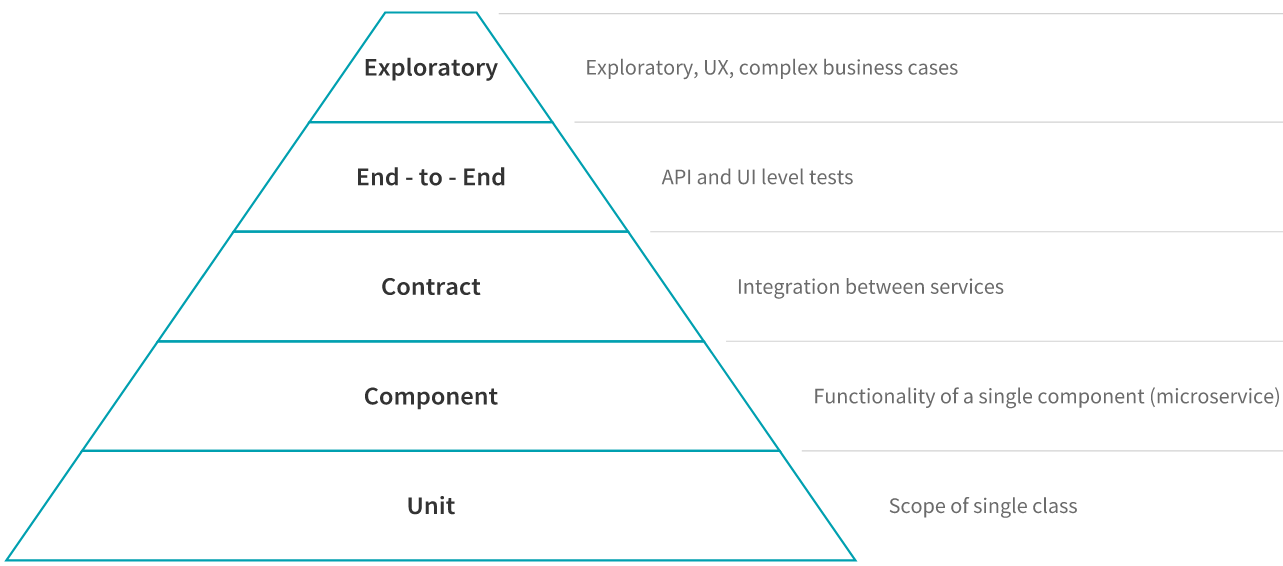 Exploratory
Exploratory, UX, complex business cases
End - to - End
API and UI level tests
Contract
Integration between services
Component
Functionality of a single component (microservice)
Unit
Scope of single class